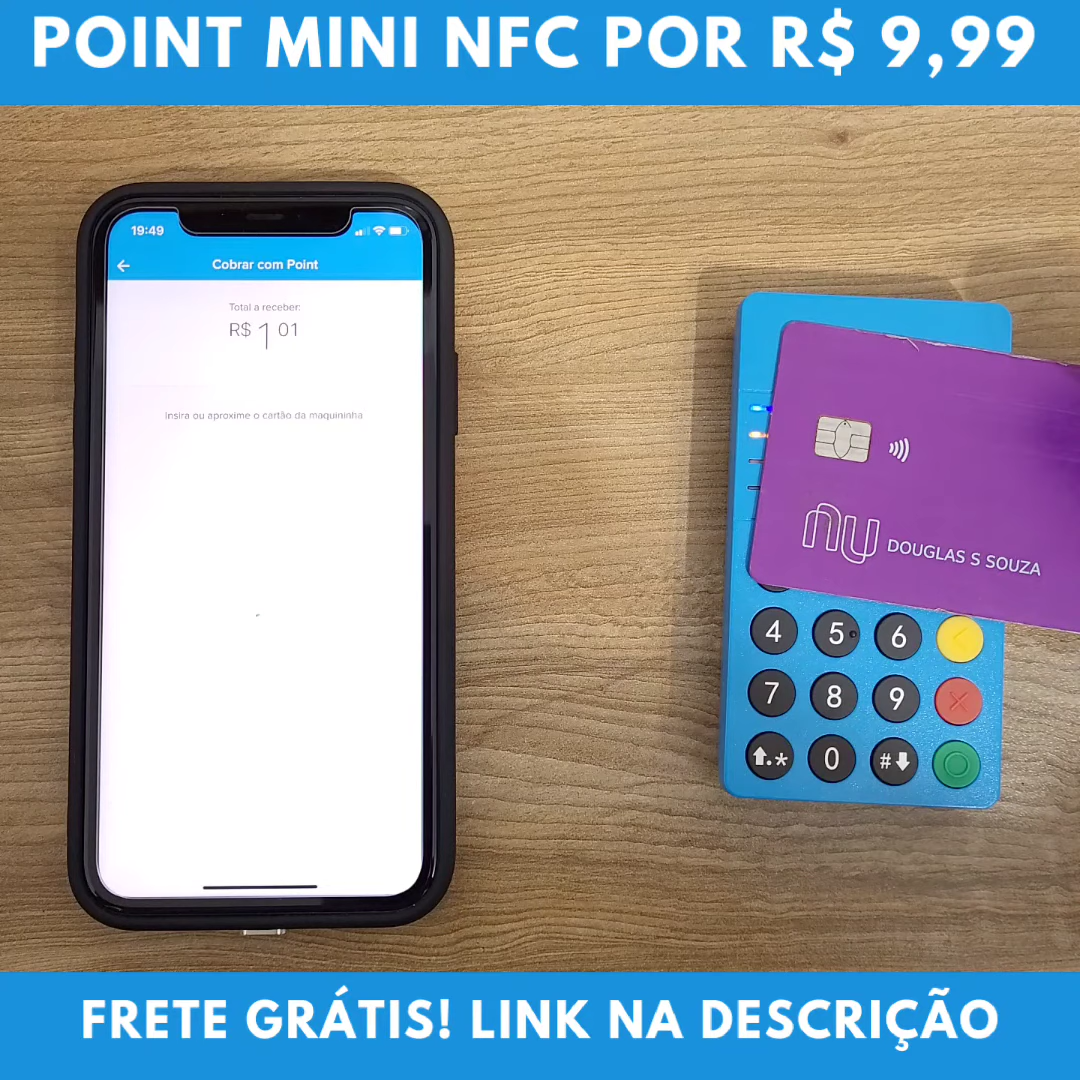 POINT MINI NFC POR R$ 9,99
19:49
Cobrar com Point
Total a receber:
R$ 1 01
Insira ou aproxime o cartão da maquininha
nu DOUGLAS S SOUZA
4 5 6
7 8 9
.* 0 #
FRETE GRÁTIS! LINK NA DESCRIÇÃO